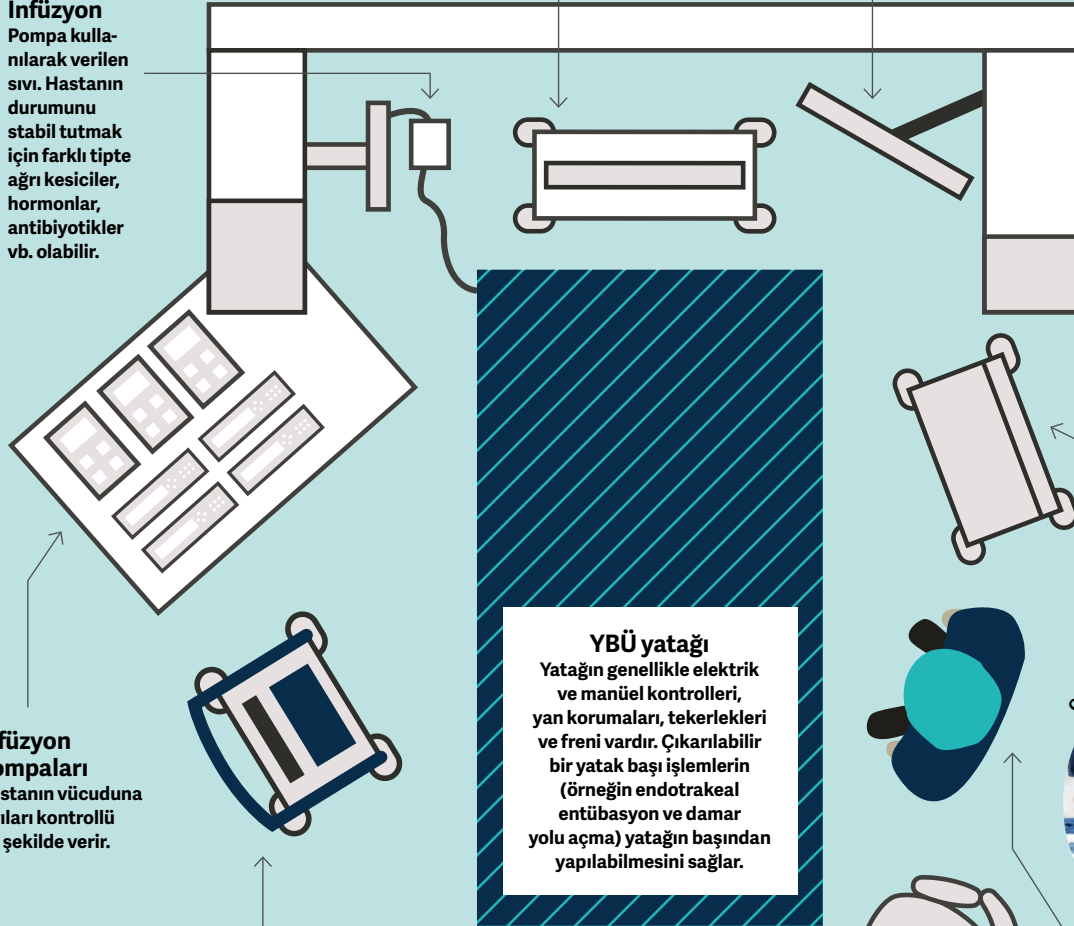 İnfüzyon
Pompa kulla-
nılarak verilen
sıvı. Hastanın
durumunu
stabil tutmak
için farklı tipte
ağrı kesiciler,
hormonlar,
antibiyotikler
vb. olabilir.
füzyon
ompaları
stanın vücuduna
ıları kontrollü
şekilde verir.
YBÜ yatağı
Yatağın genellikle elektrik
ve manüel kontrolleri,
yan korumaları, tekerlekleri
ve freni vardır. Çıkarılabilir
bir yatak başı işlemlerin
(örneğin endotrakeal
entübasyon ve damar
yolu açma) yatağın başından
yapılabilmesini sağlar.